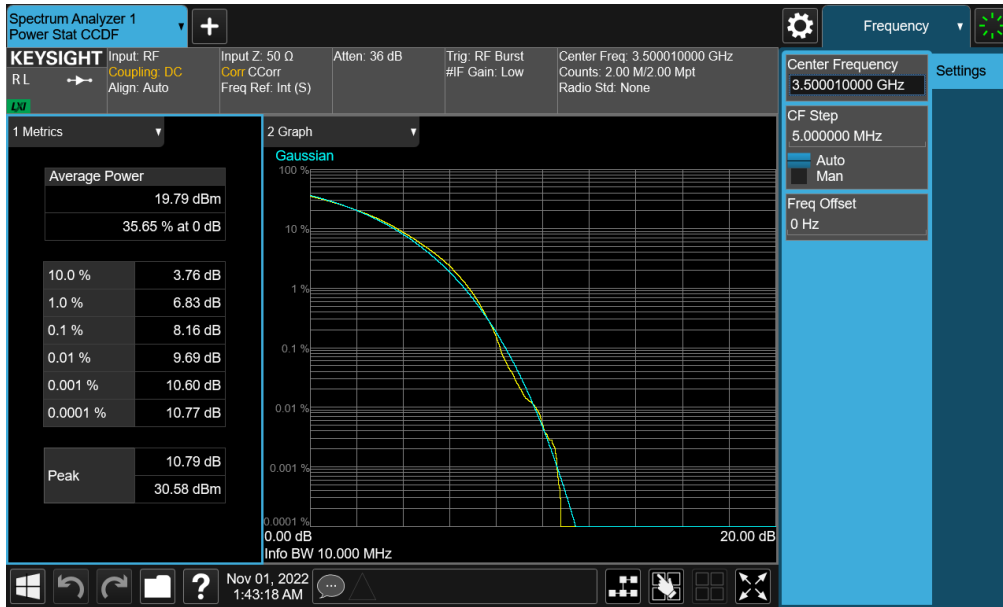 Spectrum Analyzer 1
Power Stat CCDF
Frequency
KEYSIGHT
R L
LXI
Input: RF
Coupling: DC
Align: Auto
Input Z: 50 Ω
Corr CCorr
Freq Ref: Int (S)
Atten: 36 dB
Trig: RF Burst
#IF Gain: Low
Center Freq: 3.500010000 GHz
Counts: 2.00 M/2.00 Mpt
Radio Std: None
Center Frequency
3.500010000 GHz
Settings
CF Step
5.000000 MHz
Auto
Man
Freq Offset
0 Hz
1 Metrics
Average Power
19.79 dBm
35.65 % at 0 dB
10.0 % 3.76 dB
1.0 % 6.83 dB
0.1 % 8.16 dB
0.01 % 9.69 dB
0.001 % 10.60 dB
0.0001 % 10.77 dB
Peak 10.79 dB
30.58 dBm
2 Graph
Gaussian
100 %
10 %
1 %
0.1 %
0.01 %
0.001 %
0.0001 %
0.00 dB 20.00 dB
Info BW 10.000 MHz
?
Nov 01, 2022
1:43:18 AM